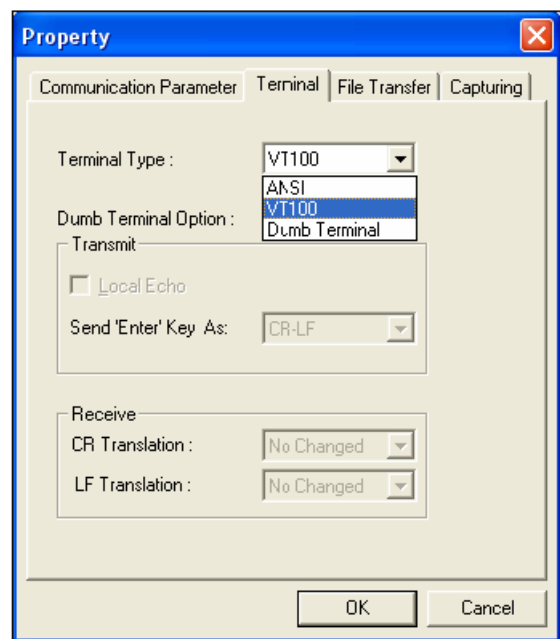 Property
Communication Parameter Terminal File Transfer Capturing
Terminal Type : VT100
ANSI
VT100
Dumb Terminal
Dumb Terminal Option :
Transmit
Local Echo
Send 'Enter' Key As: CR-LF
Receive
CR Translation : No Changed
LF Translation : No Changed
OK Cancel